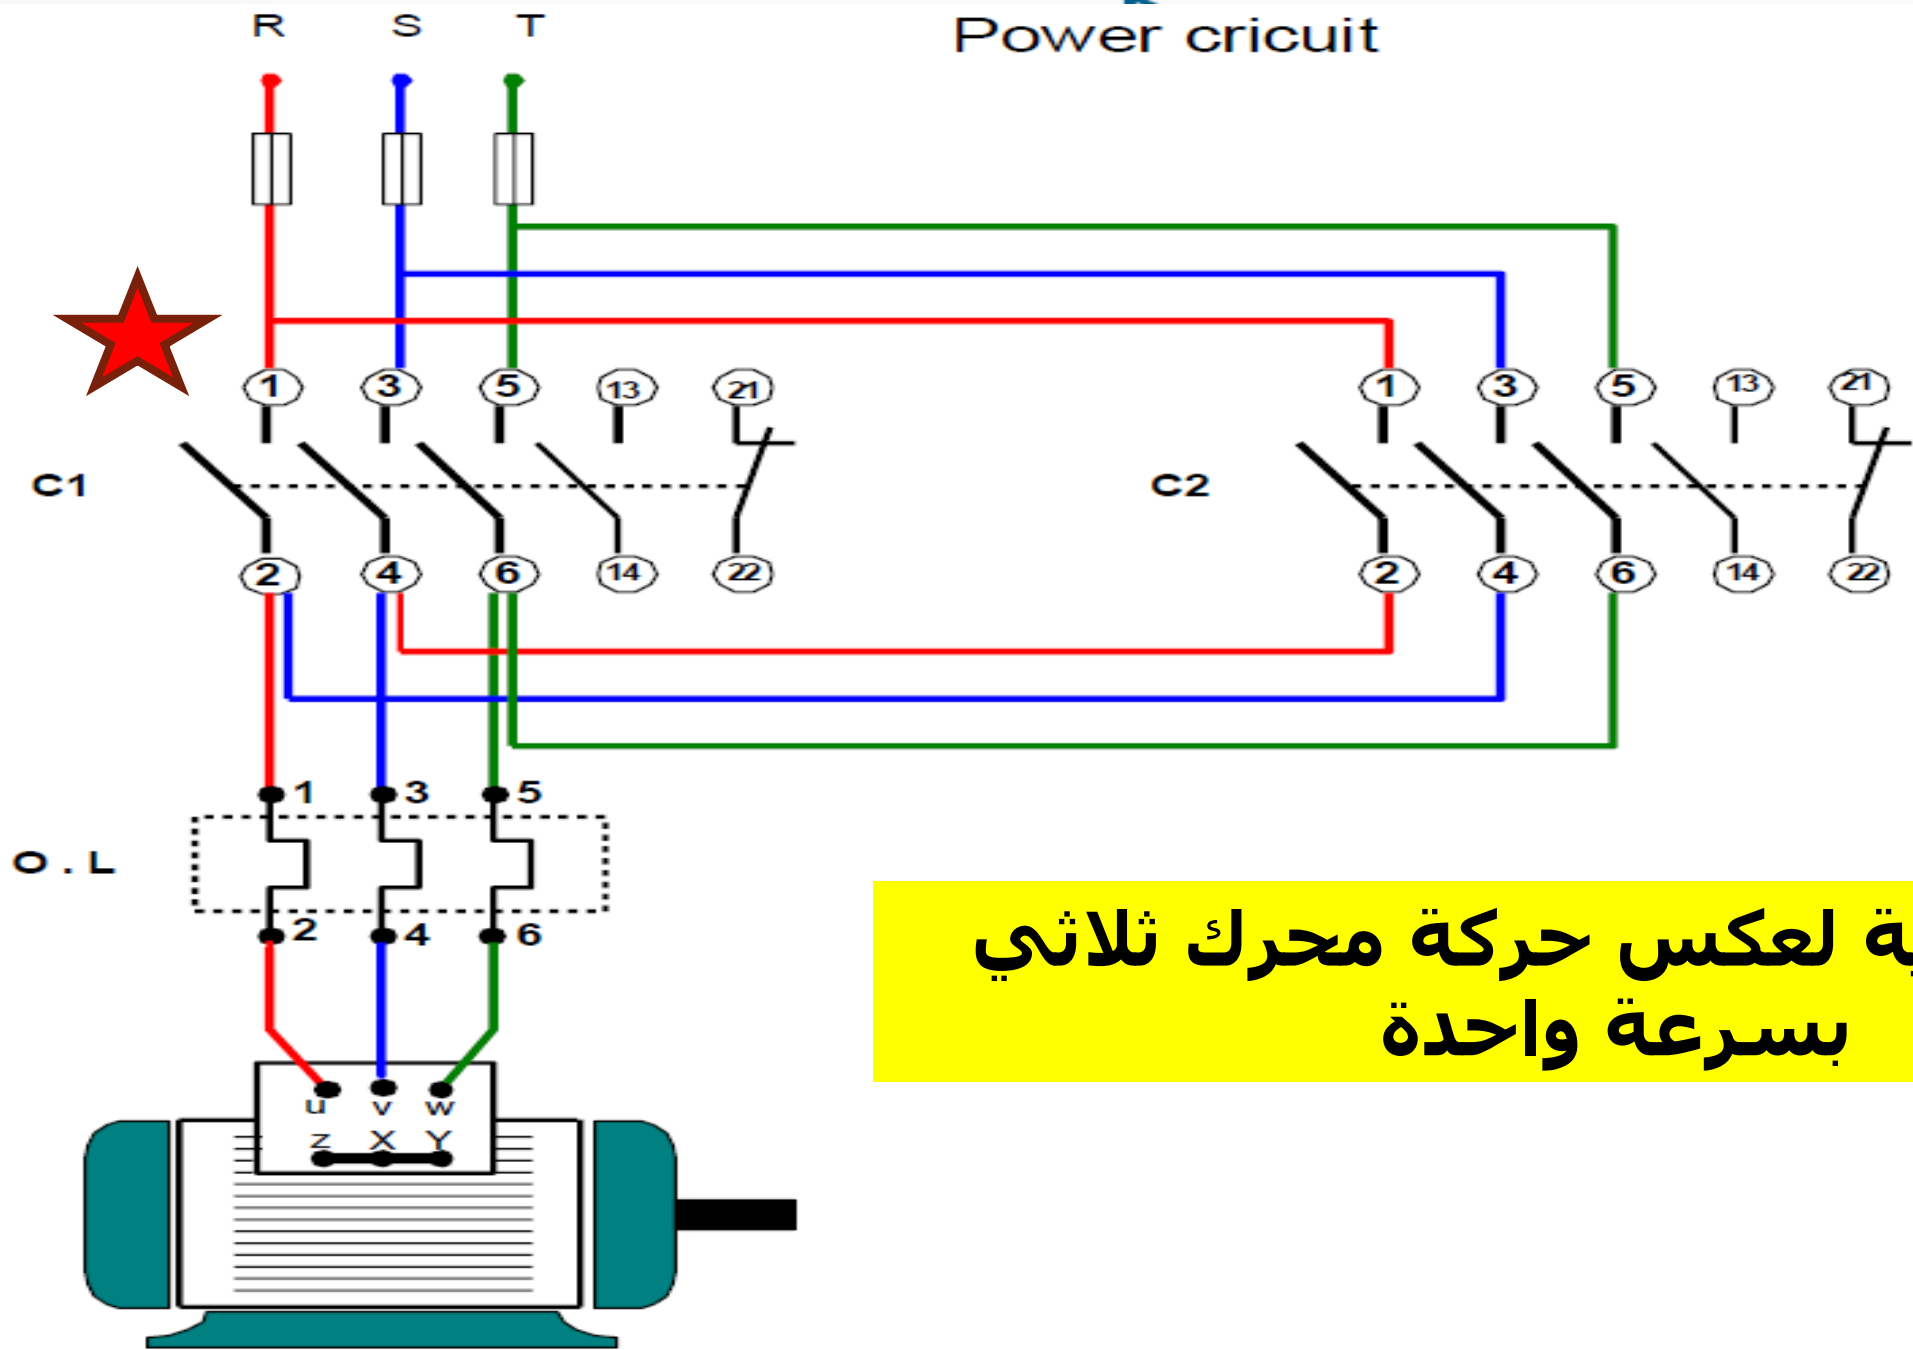 R S T
Power cricuit
1 3 5 13 21
1 3 5 13 21
C1
C2
2 4 6 14 22
2 4 6 14 22
1 3 5
O . L
2 4 6
لعكس حركة محرك ثلاثي
بسرعة واحدة
u v w
z X Y